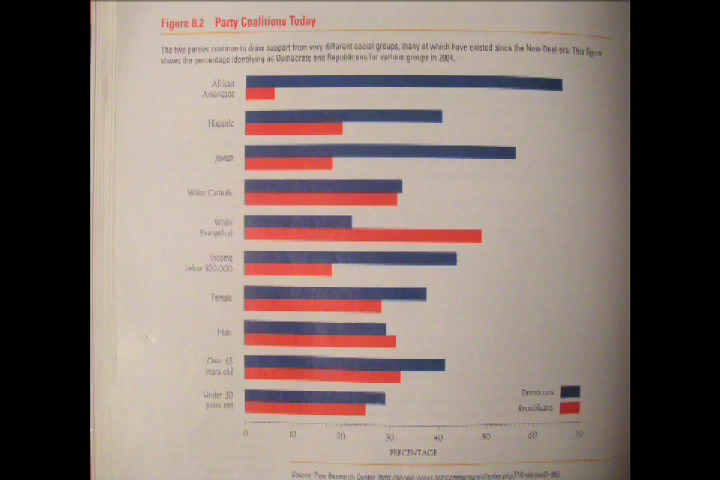 Figure 8.2 Party Coalitions Today
The two parties continue to draw support from very different social groups, many of which have existed since the New Deal era. This figure
shows the percentage identifying as Democrats and Republicans for various groups in 2004.
African
Americans
Hispanic
Jewish
White Catholic
White
Evangelical
Income
below $20,000
Female
Male
Over 65
years old
Under 30
years old
Democrats
Republicans
0 10 20 30 40 50 60 70
PERCENTAGE
Source: Pew Research Center